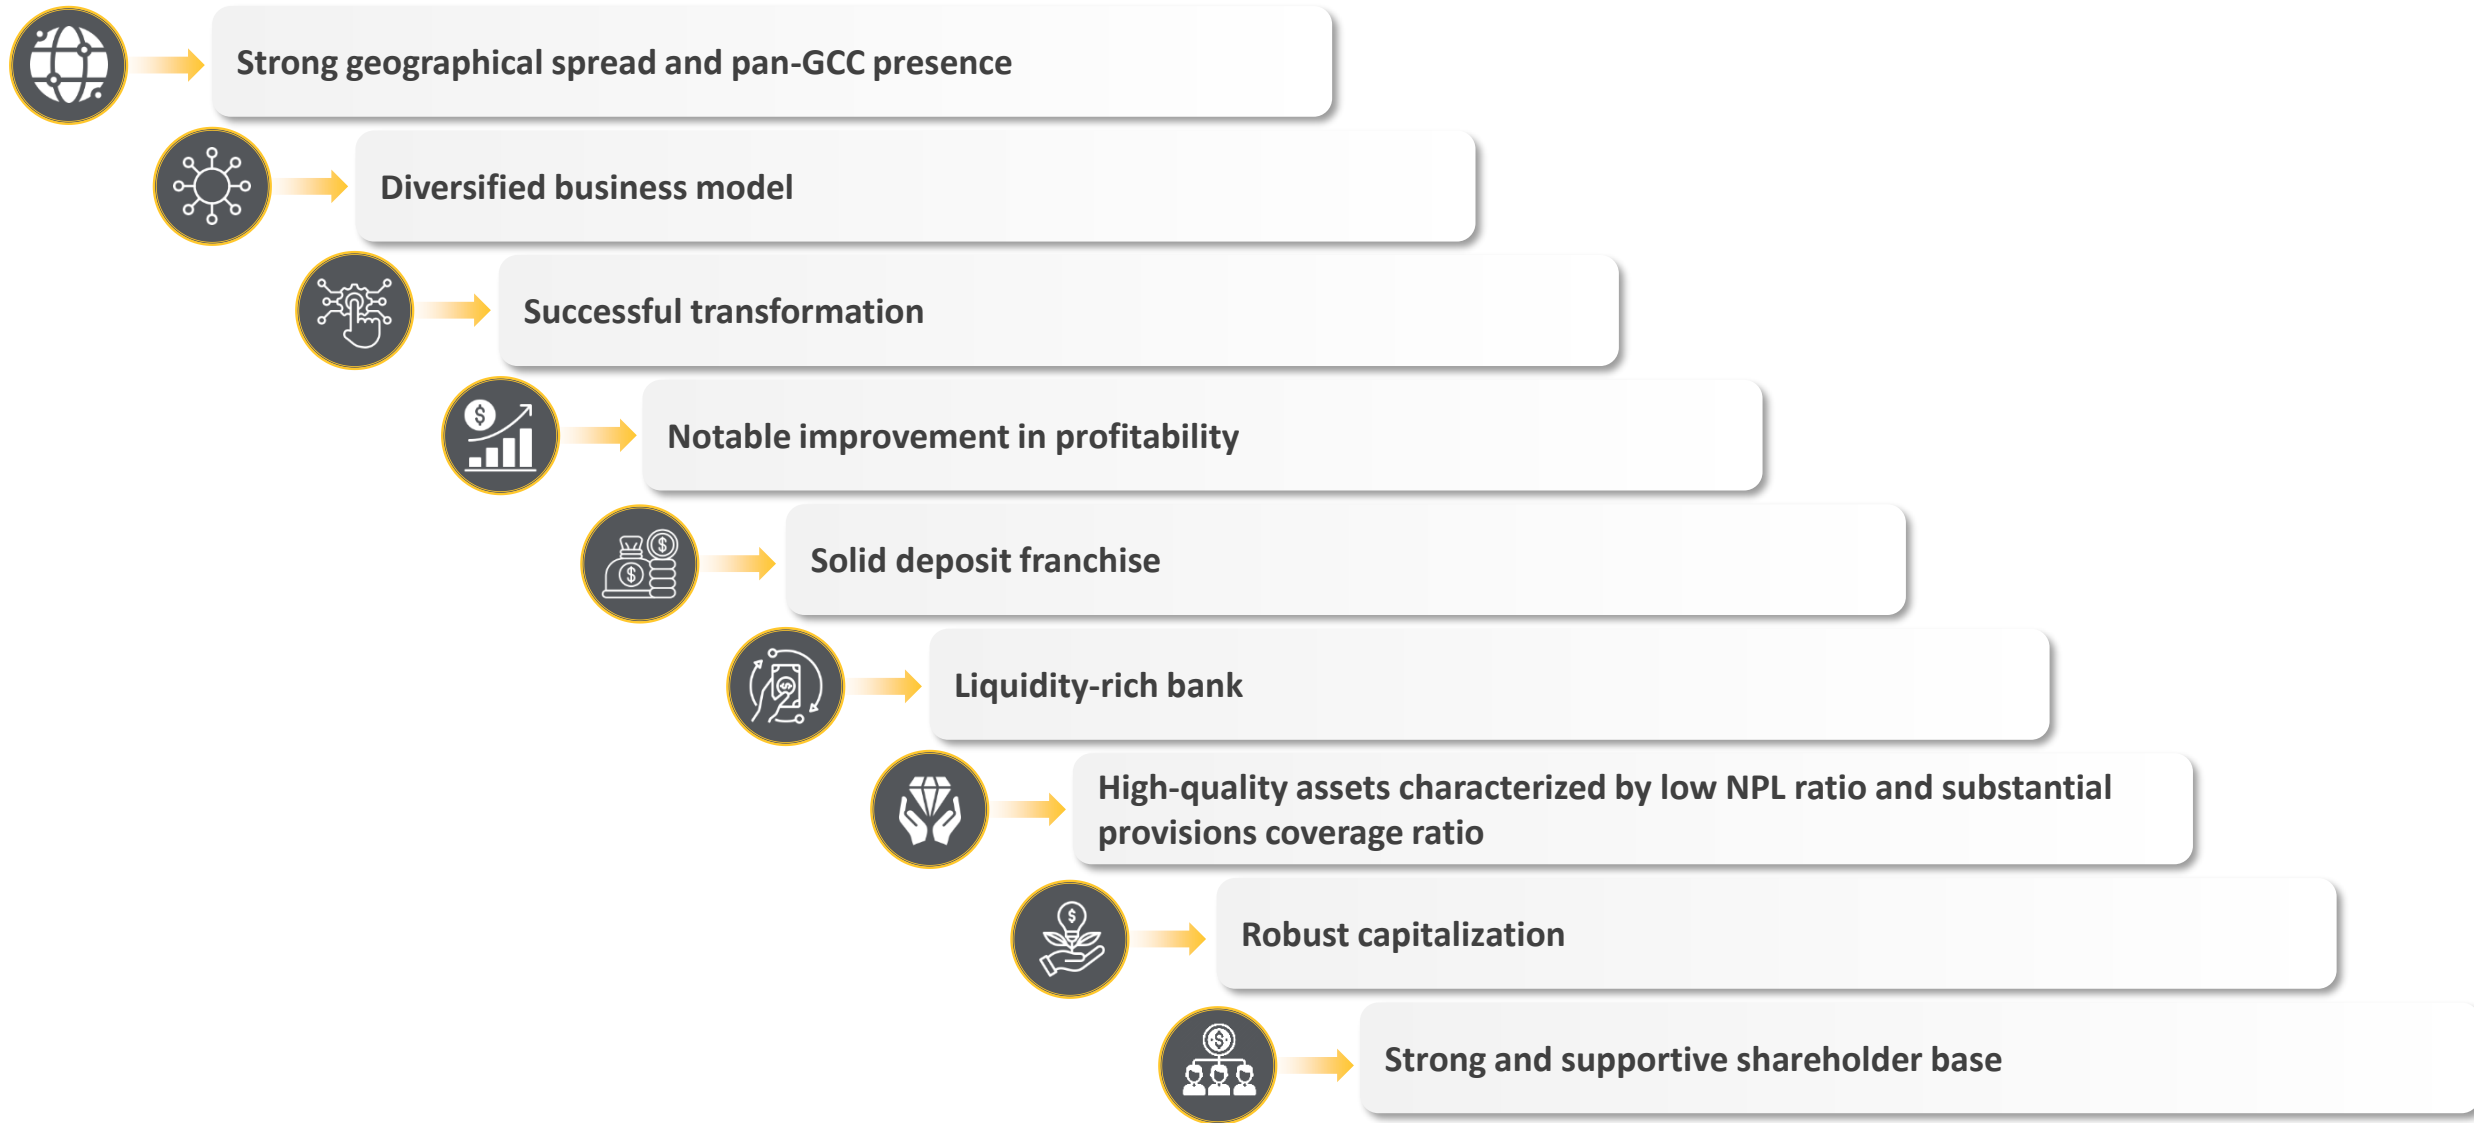 Strong geographical spread and pan-GCC presence
Diversified business model
Successful transformation
Notable improvement in profitability
Solid deposit franchise
Liquidity-rich bank
High-quality assets characterized by low NPL ratio and substantial
provisions coverage ratio
Robust capitalization
Strong and supportive shareholder base